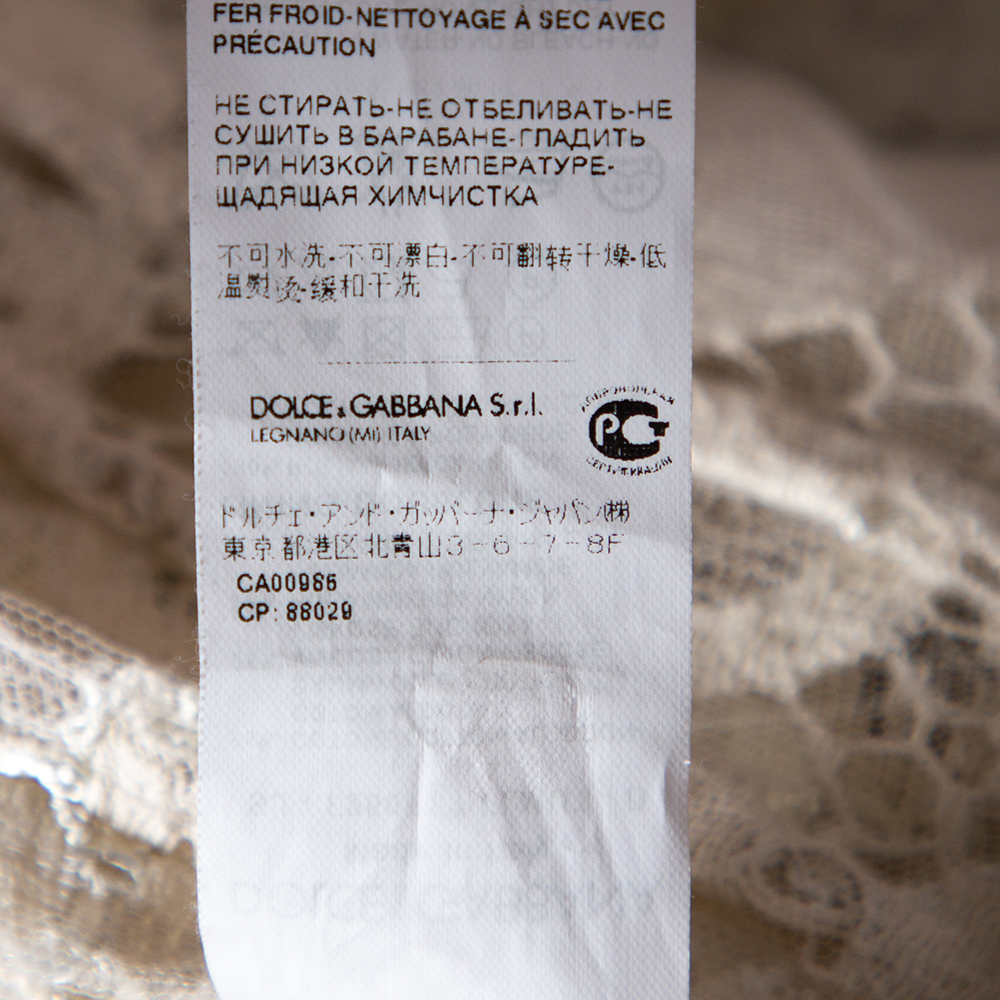 FER FROID-NETTOYAGE À SEC AVEC
PRÉCAUTION
НЕ СТИРАТЬ-НЕ ОТБЕЛИВАТЬ-НЕ
СУШИТЬ В БАРАБАНЕ-ГЛАДИТЬ
ПРИ НИЗКОЙ ТЕМПЕРАТУРЕ-
ЩАДЯЩАЯ ХИМЧИСТКА
不可水洗-不可漂白-不可翻转干燥-低
温熨烫-缓和干洗
DOLCE & GABBANA S.r.l.
LEGNANO (MI) ITALY
ДОБРОВОЛЬНАЯ
РСТ
СЕРТИФИКАЦИЯ
ドルチェ・アンド・ガッバーナ・ジャパン(株)
東京都港区北青山3-6-7-8F
CA00986
CP: 88029